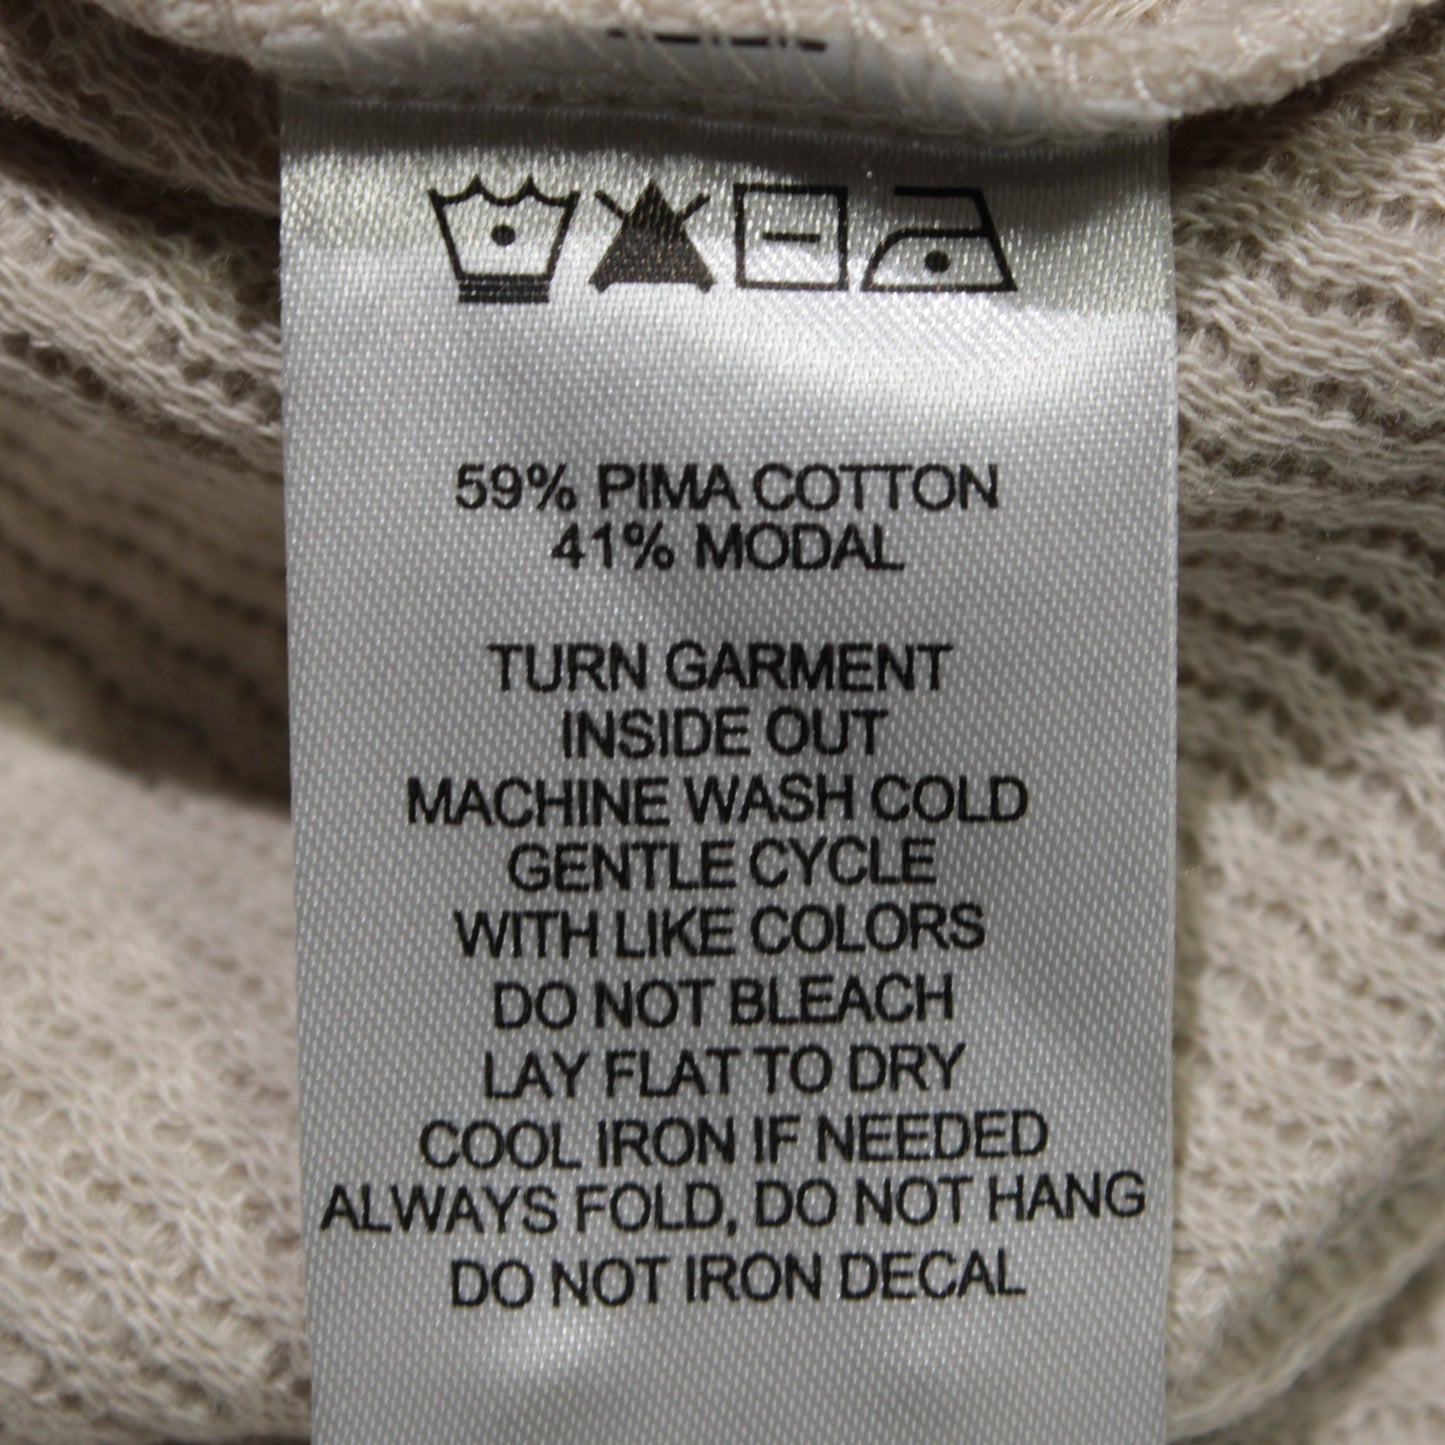 59% PIMA COTTON
41% MODAL
TURN GARMENT
INSIDE OUT
MACHINE WASH COLD
GENTLE CYCLE
WITH LIKE COLORS
DO NOT BLEACH
LAY FLAT TO DRY
COOL IRON IF NEEDED
ALWAYS FOLD, DO NOT HANG
DO NOT IRON DECAL